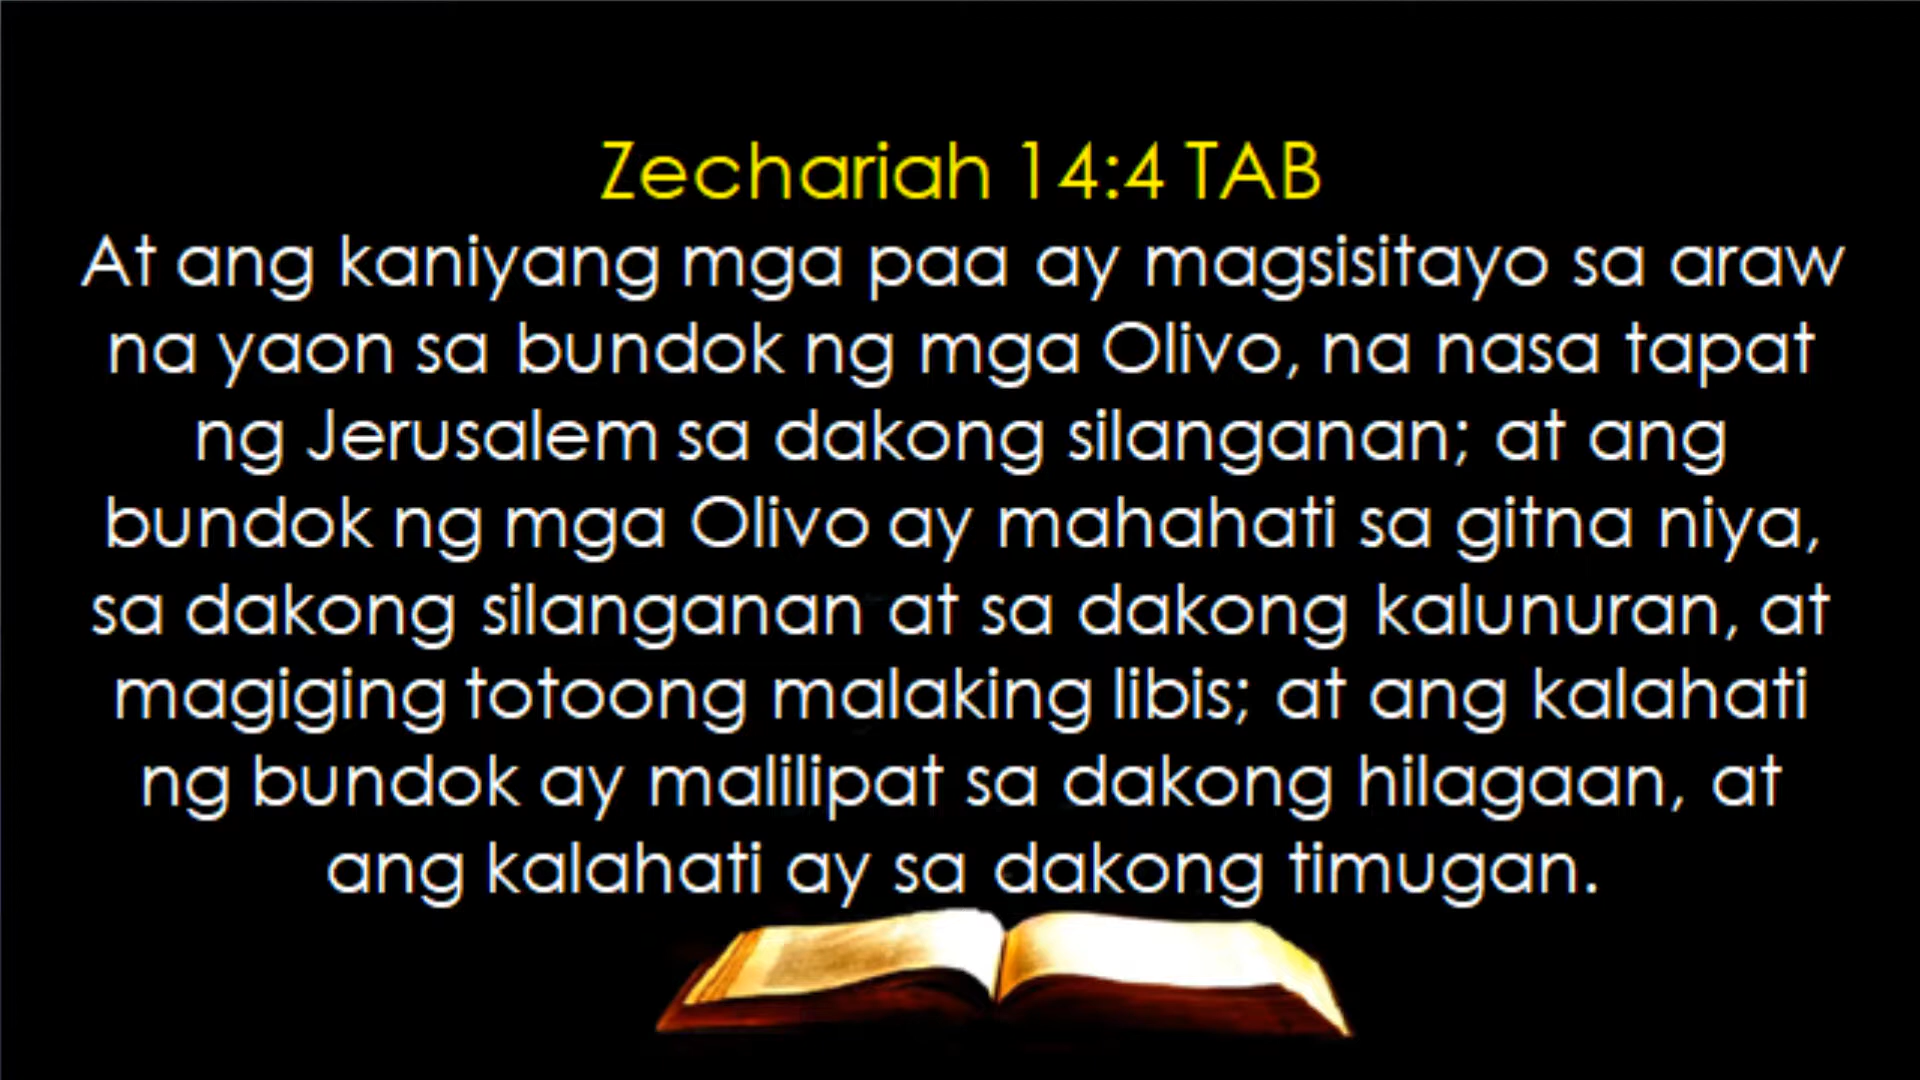 Zechariah 14:4 TAB
At ang kaniyang mga paa ay magsisitayo sa araw
na yaon sa bundok ng mga Olivo, na nasa tapat
ng Jerusalem sa dakong silanganan; at ang
bundok ng mga Olivo ay mahahati sa gitna niya,
sa dakong silanganan at sa dakong kalunuran, at
magiging totoong malaking libis; at ang kalahati
ng bundok ay malilipat sa dakong hilagaan, at
ang kalahati ay sa dakong timugan.